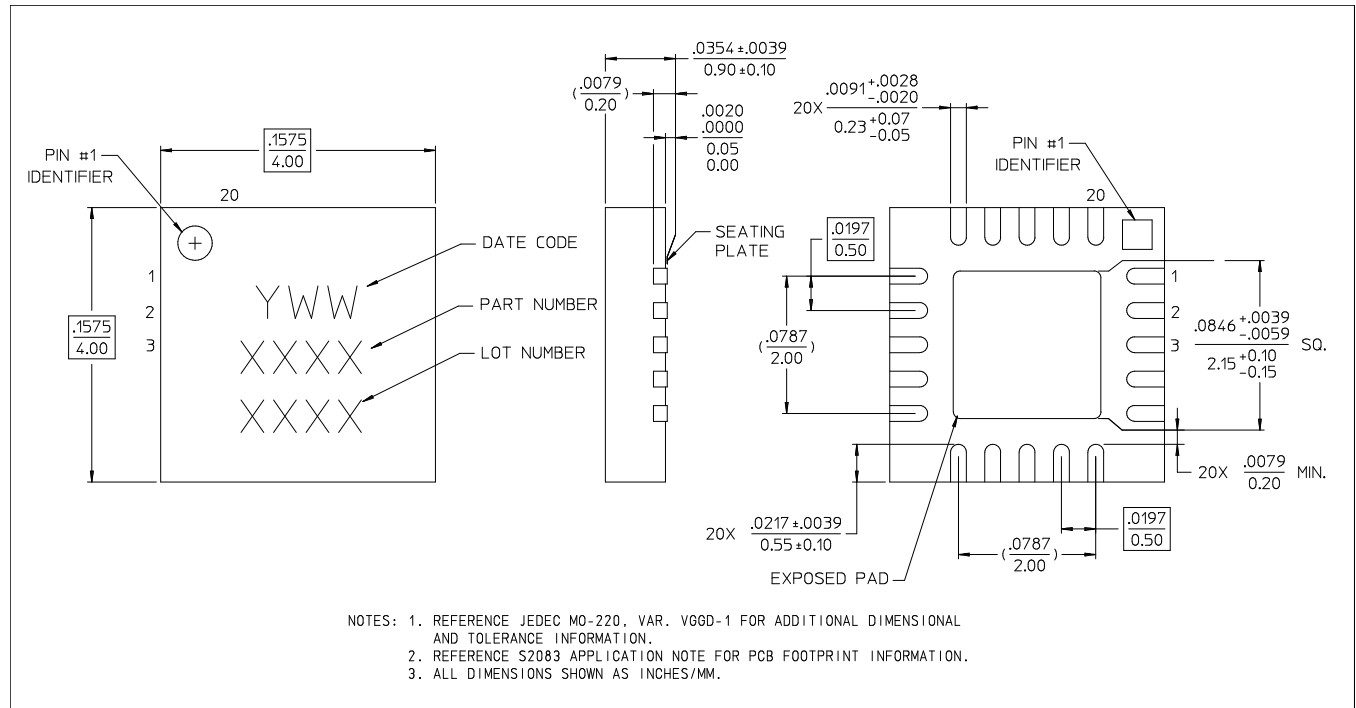 .1575
4.00
PIN #1
IDENTIFIER
20
1
2
3
.1575
4.00
YWW
XXXX
XXXX
DATE CODE
PART NUMBER
LOT NUMBER
.0354 ±.0039
0.90 ±0.10
(.0079
0.20)
.0020
.0000
0.05
0.00
SEATING
PLATE
20X .0091 +.0028
-.0020
0.23 +0.07
-0.05
PIN #1
IDENTIFIER
20
.0197
0.50
(.0787
2.00)
1
2
3
.0846 +.0039
-.0059 SQ.
2.15 +0.10
-0.15
20X .0079 MIN.
0.20
20X .0217 ±.0039
0.55 ±0.10
.0197
0.50
(.0787
2.00)
EXPOSED PAD
NOTES: 1. REFERENCE JEDEC MO-220, VAR. VGGD-1 FOR ADDITIONAL DIMENSIONAL
AND TOLERANCE INFORMATION.
2. REFERENCE S2083 APPLICATION NOTE FOR PCB FOOTPRINT INFORMATION.
3. ALL DIMENSIONS SHOWN AS INCHES/MM.